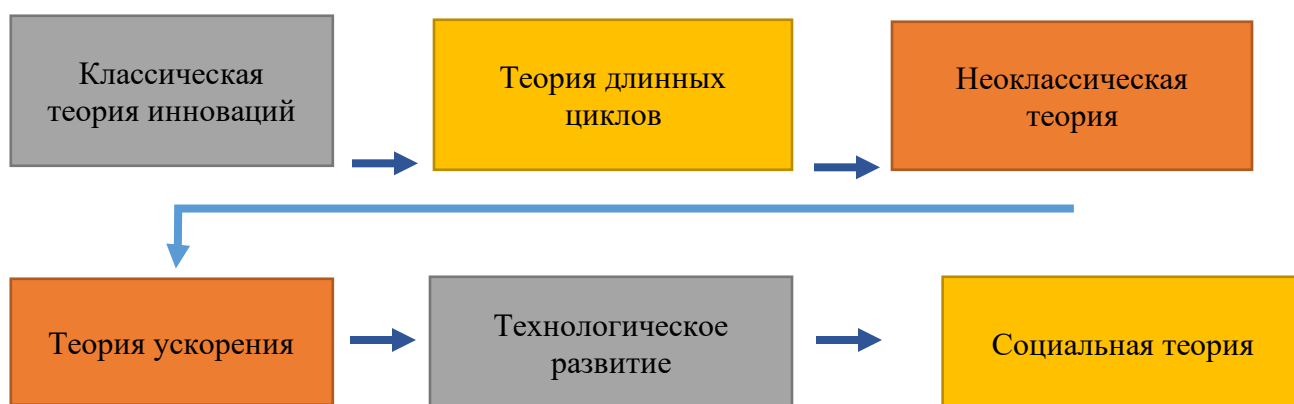 Классическая
теория инноваций
Теория длинных
циклов
Неоклассическая
теория
Теория ускорения
Технологическое
развитие
Социальная теория